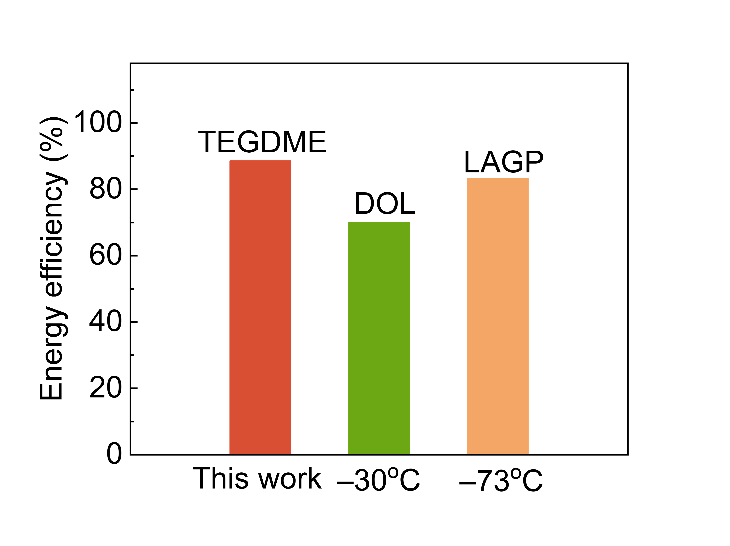 Energy efficiency (%)
100
80
60
40
20
0
TEGDME
DOL
LAGP
This work
–30°C
–73°C